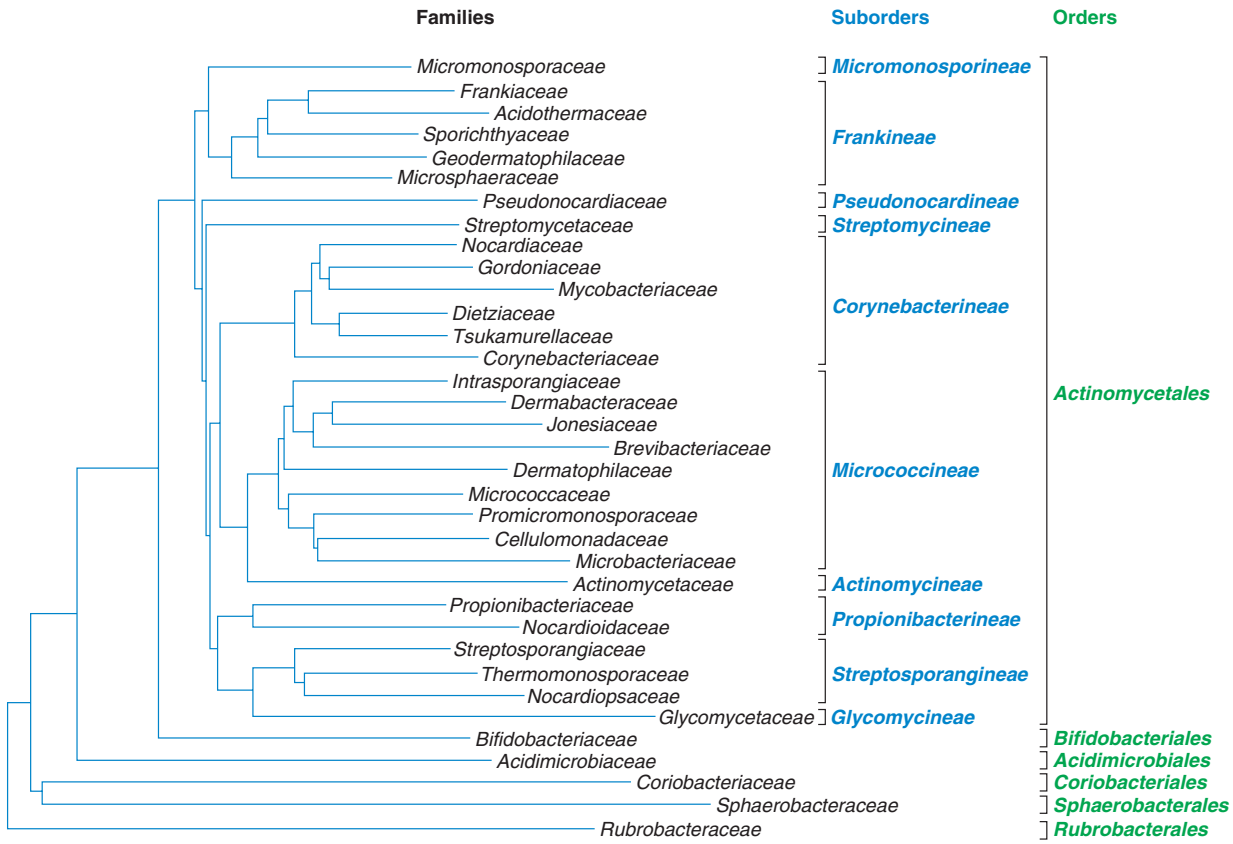 Families Suborders Orders
Micromonosporaceae Micromonosporineae
Frankiaceae
Acidothermaceae
Sporichthyaceae Frankineae
Geodermatophilaceae
Microsphaeraceae
Pseudonocardiaceae Pseudonocardineae
Streptomycetaceae Streptomycineae
Nocardiaceae
Gordoniaceae
Mycobacteriaceae
Corynebacterineae
Dietziaceae
Tsukamurellaceae
Corynebacteriaceae
Intrasporangiaceae
Actinomycetales
Dermabacteraceae
Jonesiaceae
Brevibacteriaceae
Dermatophilaceae Micrococcineae
Micrococcaceae
Promicromonosporaceae
Cellulomonadaceae
Microbacteriaceae
Actinomycetaceae Actinomycineae
Propionibacteriaceae
Propionibacterineae
Nocardioidaceae
Streptosporangiaceae
Thermomonosporaceae Streptosporangineae
Nocardiopsaceae
Glycomycetaceae Glycomycineae
Bifidobacteriaceae Bifidobacteriales
Acidimicrobiaceae Acidimicrobiales
Coriobacteriaceae Coriobacteriales
Sphaerobacteraceae Sphaerobacterales
Rubrobacteraceae Rubrobacterales